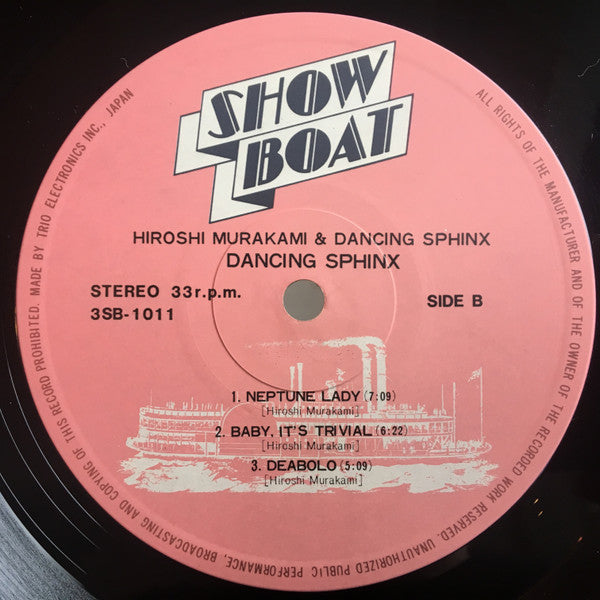 SHOW
BOAT
HIROSHI MURAKAMI & DANCING SPHINX
DANCING SPHINX
STEREO 33r.p.m.
3SB-1011
SIDE B
1. NEPTUNE LADY (7:09)
[Hiroshi Murakami]
2. BABY, IT'S TRIVIAL (6:22)
[Hiroshi Murakami]
3. DEABOLO (5:09)
[Hiroshi Murakami]
ALL RIGHTS OF THE MANUFACTURER AND OF THE OWNER OF THE RECORDED WORK RESERVED. UNAUTHORIZED PUBLIC PERFORMANCE, BROADCASTING AND COPYING OF THIS RECORD PROHIBITED. MADE BY TRIO ELECTRONICS INC., JAPAN